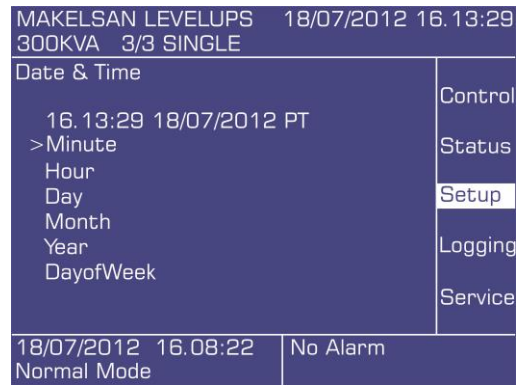 MAKELSAN LEVELUPS 18/07/2012 16.13:29
300KVA 3/3 SINGLE
Date & Time
16.13:29 18/07/2012 PT
>Minute
Hour
Day
Month
Year
DayofWeek
Control
Status
Setup
Logging
Service
18/07/2012 16.08:22
Normal Mode
No Alarm